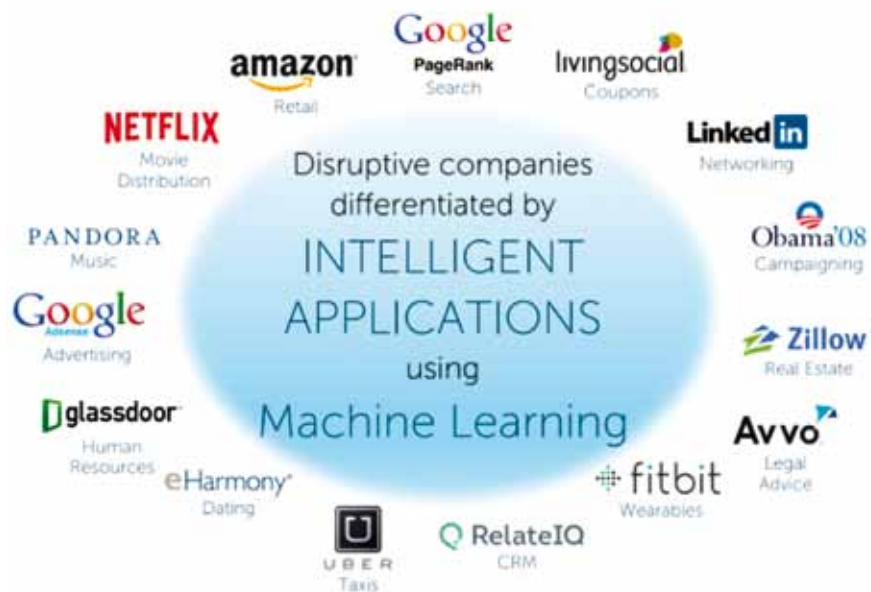 Google
PageRank
Search
amazon
Retail
livingsocial
Coupons
NETFLIX
Movie
Distribution
Linked in
Networking
PANDORA
Music
Obama'08
Campaigning
Google
Adsense
Advertising
Zillow
Real Estate
glassdoor
Human
Resources
Avvo
Legal
Advice
eHarmony®
Dating
fitbit
Wearables
UBER
Taxis
RelateIQ
CRM
Disruptive companies
differentiated by
INTELLIGENT
APPLICATIONS
using
Machine Learning